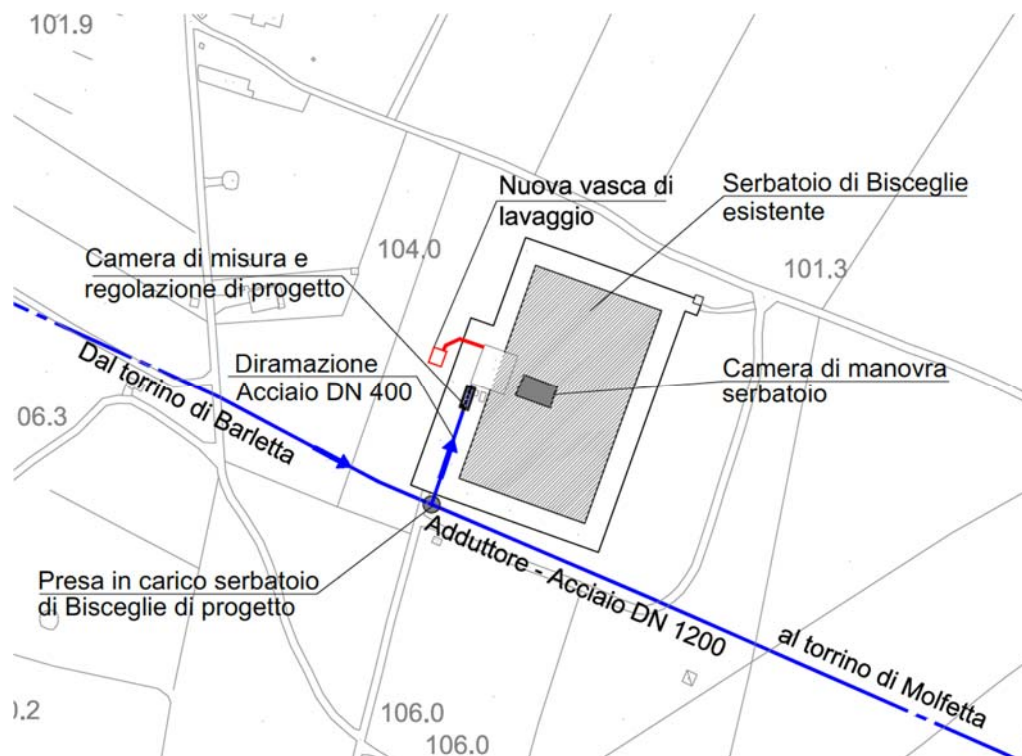 101.9
Nuova vasca di
lavaggio
Serbatoio di Bisceglie
esistente
104.0
Camera di misura e
regolazione di progetto
101.3
Dal torrino di Barletta
Diramazione
Acciaio DN 400
Camera di manovra
serbatoio
06.3
Adduttore - Acciaio DN 1200
Presa in carico serbatoio
di Bisceglie di progetto
al torrino di Molfetta
).2
106.0
106.0